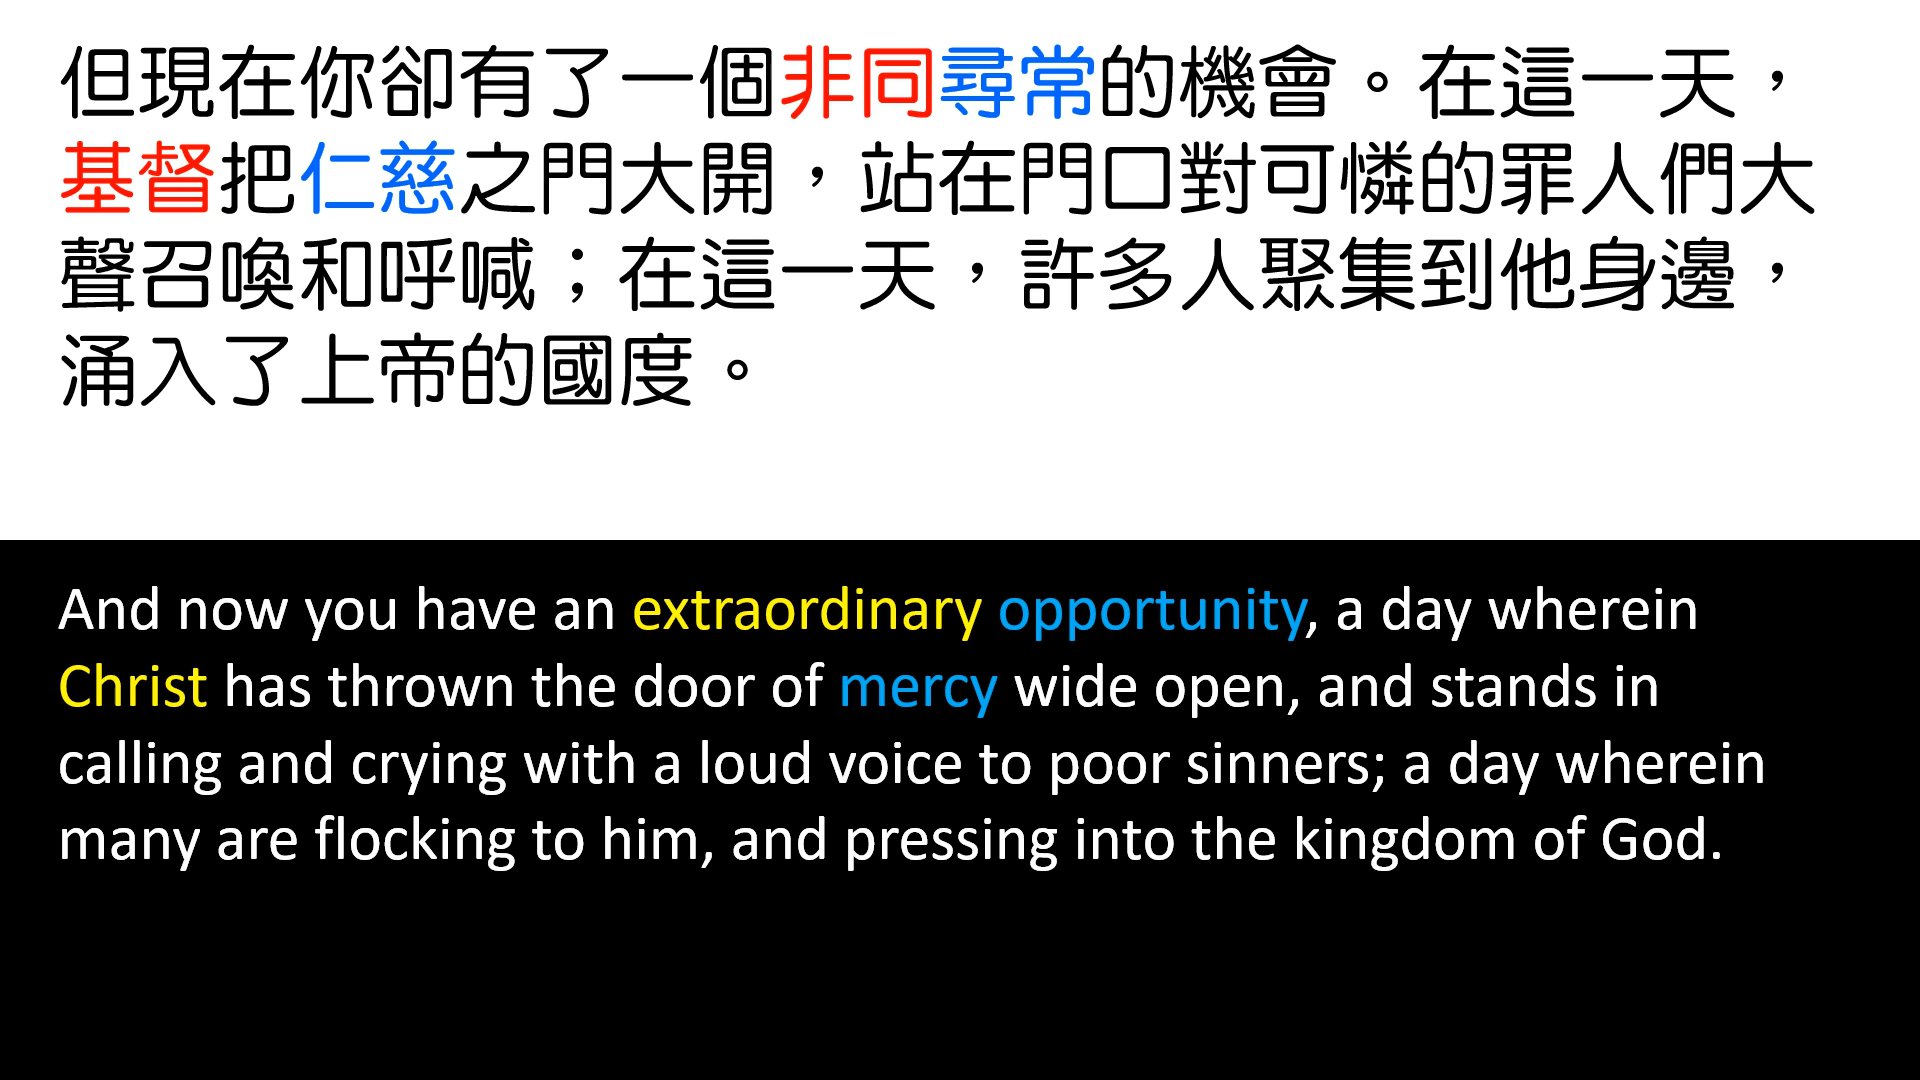 但現在你卻有了一個非同尋常的機會。在這一天，
基督把仁慈之門大開，站在門口對可憐的罪人們大
聲召喚和呼喊；在這一天，許多人聚集到他身邊，
涌入了上帝的國度。
And now you have an extraordinary opportunity, a day wherein
Christ has thrown the door of mercy wide open, and stands in
calling and crying with a loud voice to poor sinners; a day wherein
many are flocking to him, and pressing into the kingdom of God.